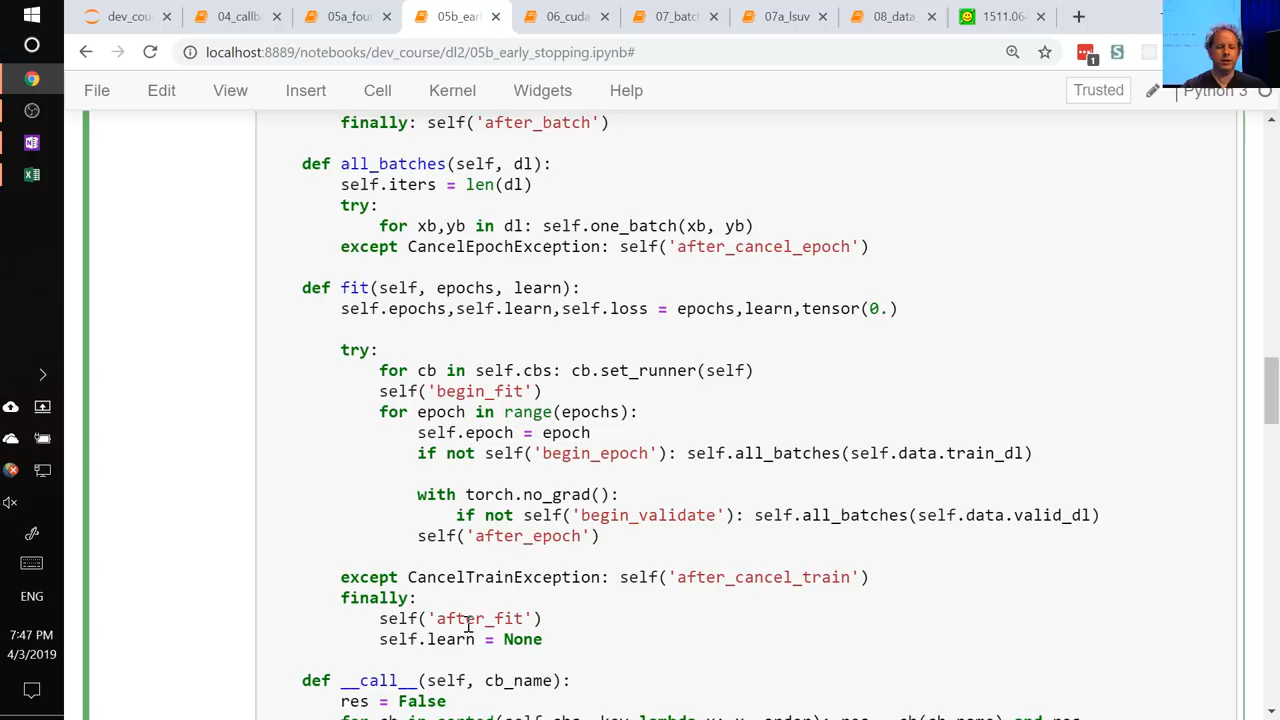 dev_cou
04_callb
05a_fou
05b_earl
06_cuda
07_batc
07a_lsuv
08_data_
1511.06
localhost:8889/notebooks/dev_course/dl2/05b_early_stopping.ipynb#
1
File Edit View Insert Cell Kernel Widgets Help
Trusted
Python 3
finally: self('after_batch')
def all_batches(self, dl):
self.iters = len(dl)
try:
for xb,yb in dl: self.one_batch(xb, yb)
except CancelEpochException: self('after_cancel_epoch')
def fit(self, epochs, learn):
self.epochs,self.learn,self.loss = epochs,learn,tensor(0.)
try:
for cb in self.cbs: cb.set_runner(self)
self('begin_fit')
for epoch in range(epochs):
self.epoch = epoch
if not self('begin_epoch'): self.all_batches(self.data.train_dl)
with torch.no_grad():
if not self('begin_validate'): self.all_batches(self.data.valid_dl)
self('after_epoch')
except CancelTrainException: self('after_cancel_train')
finally:
self('after_fit')
self.learn = None
def __call__(self, cb_name):
res = False
ENG
7:47 PM
4/3/2019